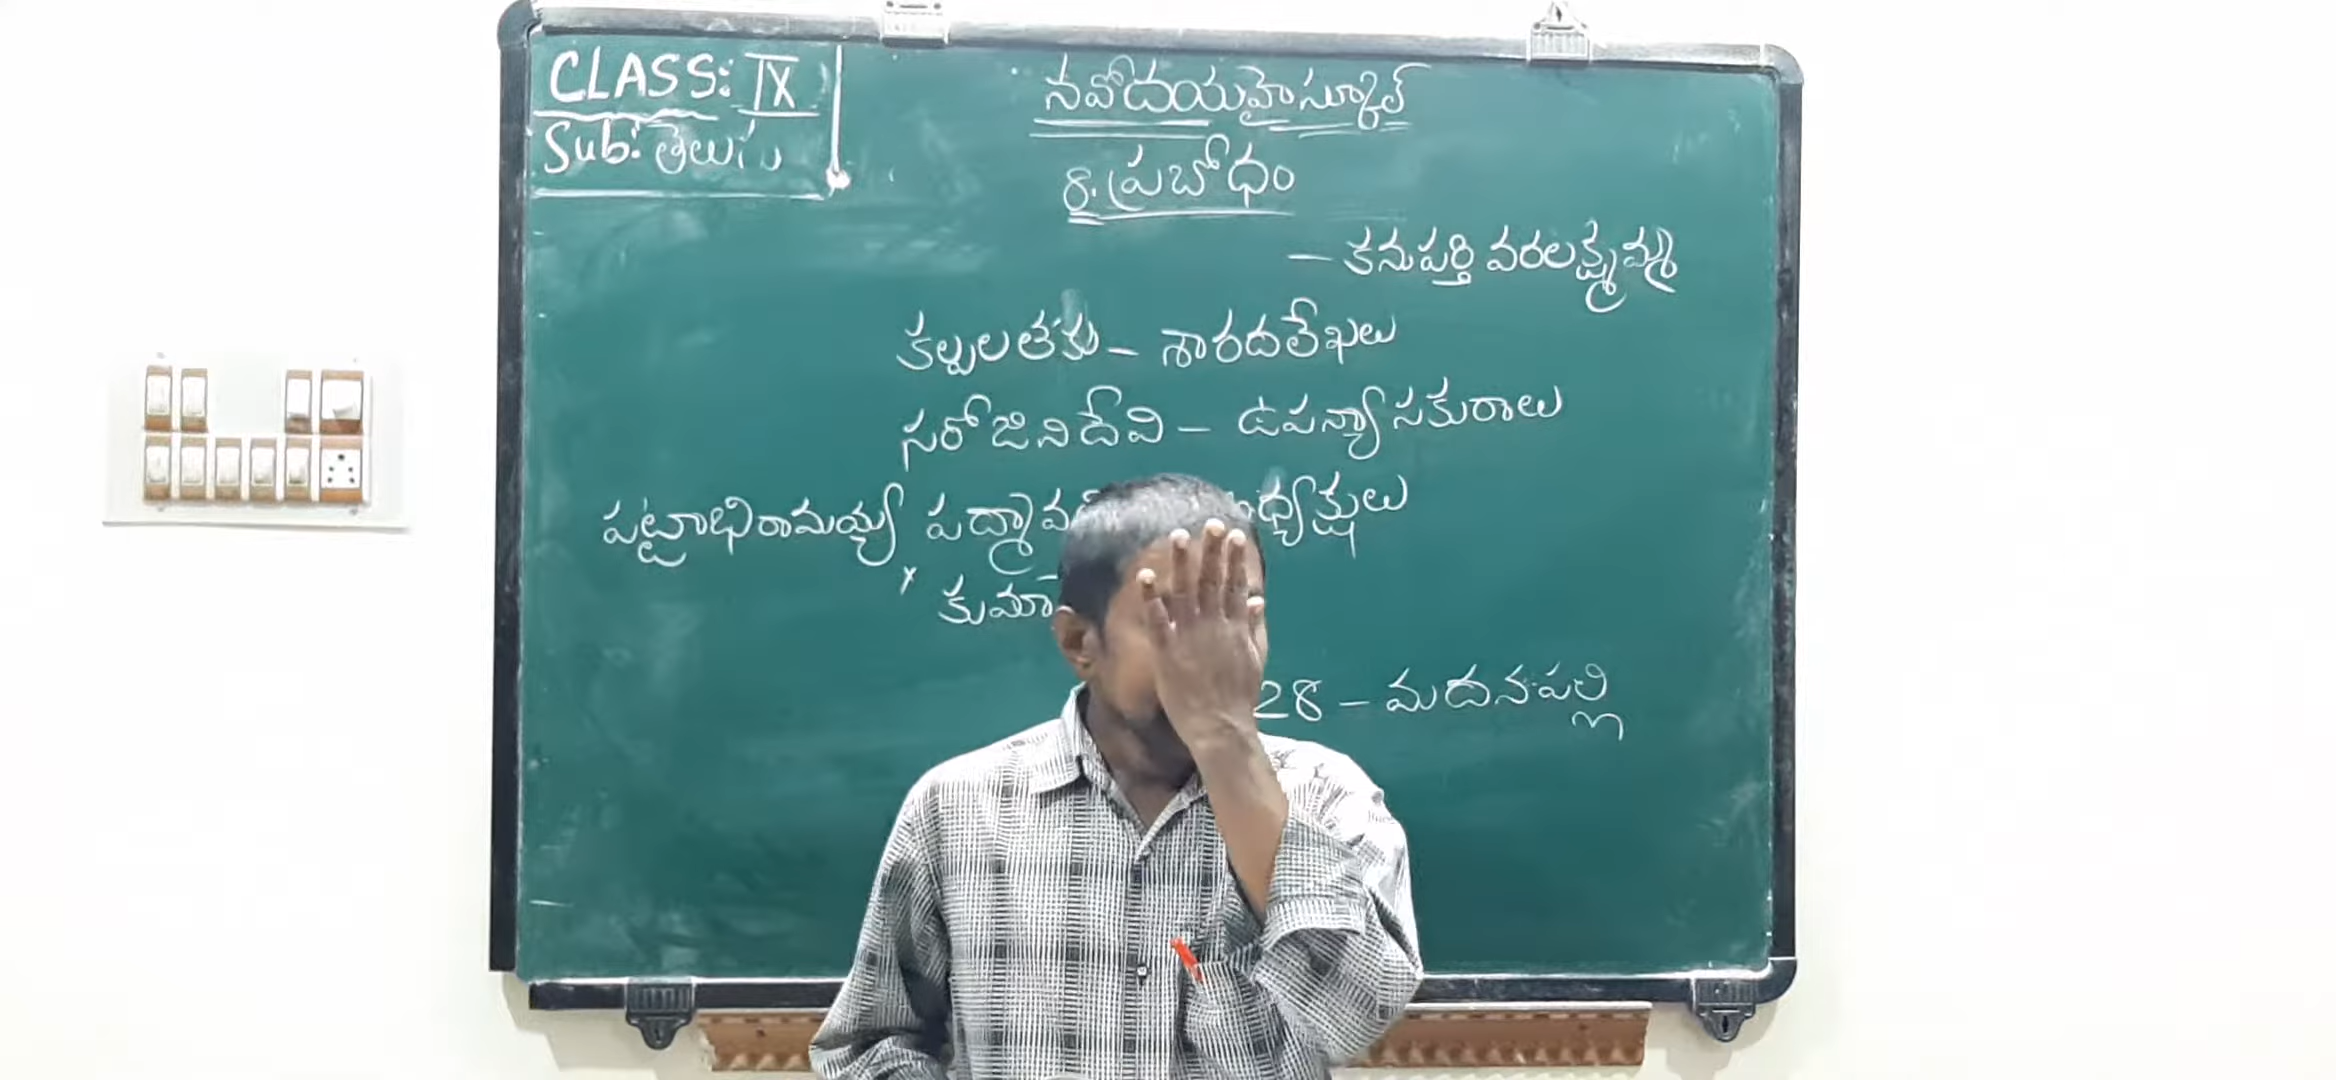 CLASS: IX
Sub: తెలుగు
నవోదయహైస్కూల్
8. ప్రబోధం
– కనుపర్తి వరలక్ష్మమ్మ
కల్పలతకు – శారదలేఖలు
సరోజినిదేవి – ఉపన్యాసకురాలు
పట్టాభిరామయ్య, పద్మావ
కుమా
28 – మదనపల్లి